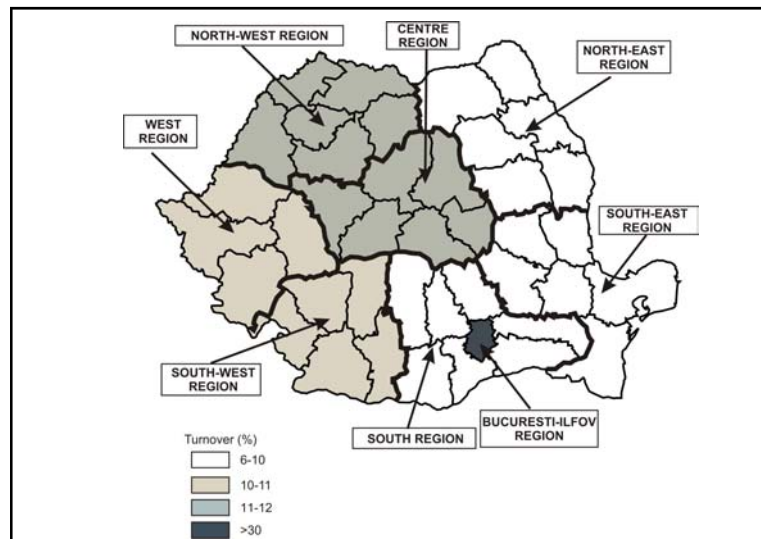 NORTH-WEST REGION
CENTRE
REGION
NORTH-EAST
REGION
WEST
REGION
SOUTH-EAST
REGION
SOUTH-WEST
REGION
SOUTH REGION
BUCURESTI-ILFOV
REGION
Turnover (%)
6-10
10-11
11-12
>30